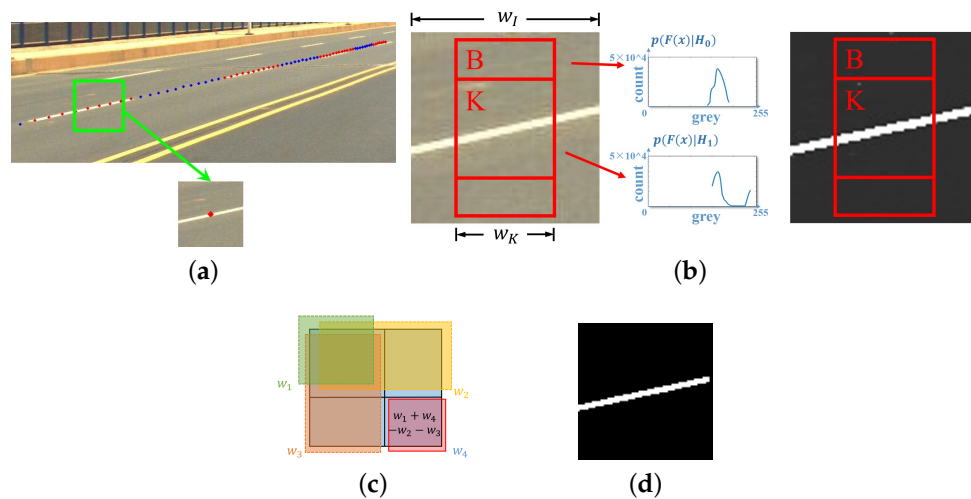 w_I
B
K
w_K
p(F(x)|H_0)
5×10^4
count
0
grey
255
p(F(x)|H_1)
5×10^4
count
0
grey
255
B
K
(a)
(b)
w_1
w_2
w_1 + w_4
−w_2 − w_3
w_3
w_4
(c)
(d)